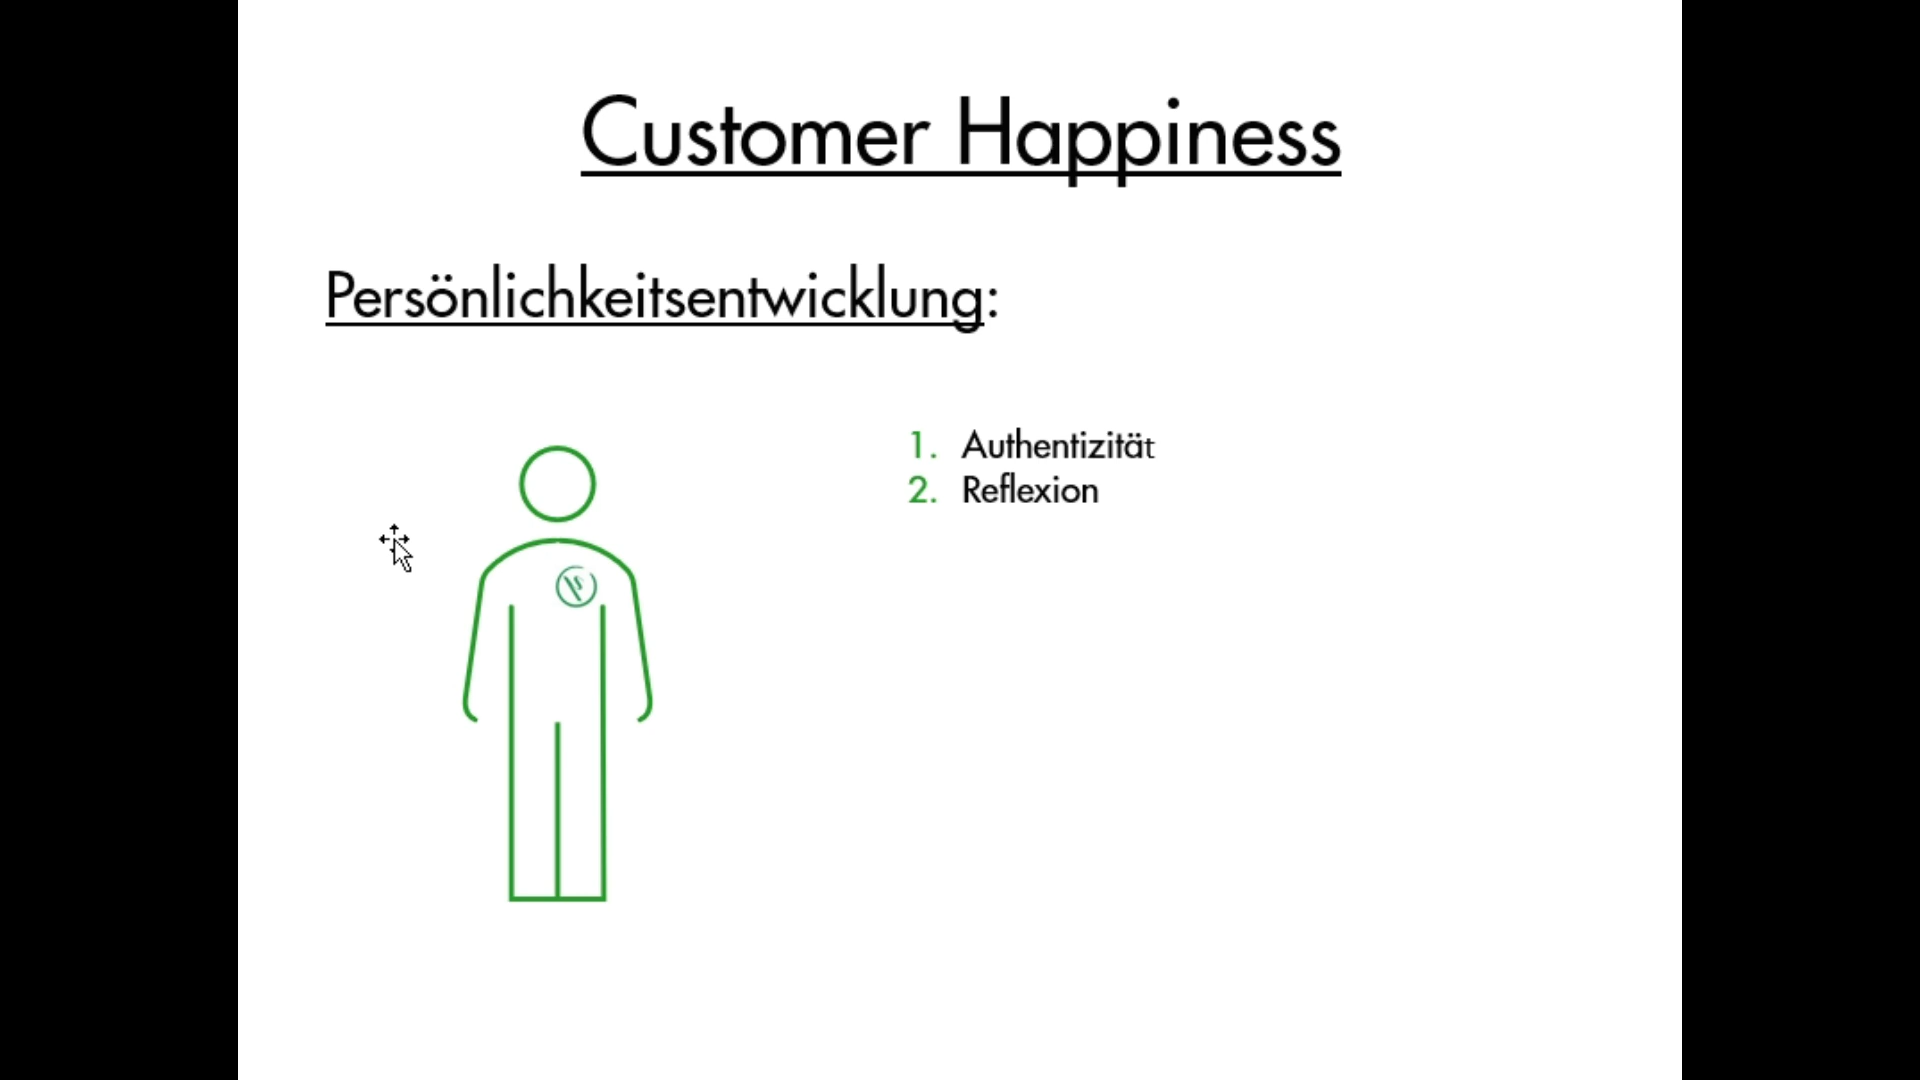 Customer Happiness
Persönlichkeitsentwicklung:
1. Authentizität
2. Reflexion